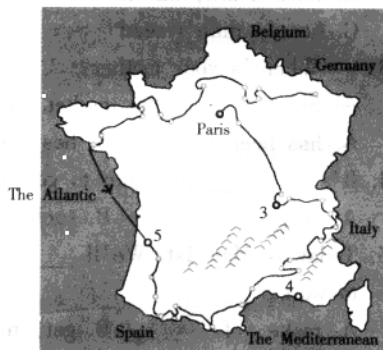 Belgium
Germany
Paris
The Atlantic
3
5
Italy
4
Spain
The Mediterranean